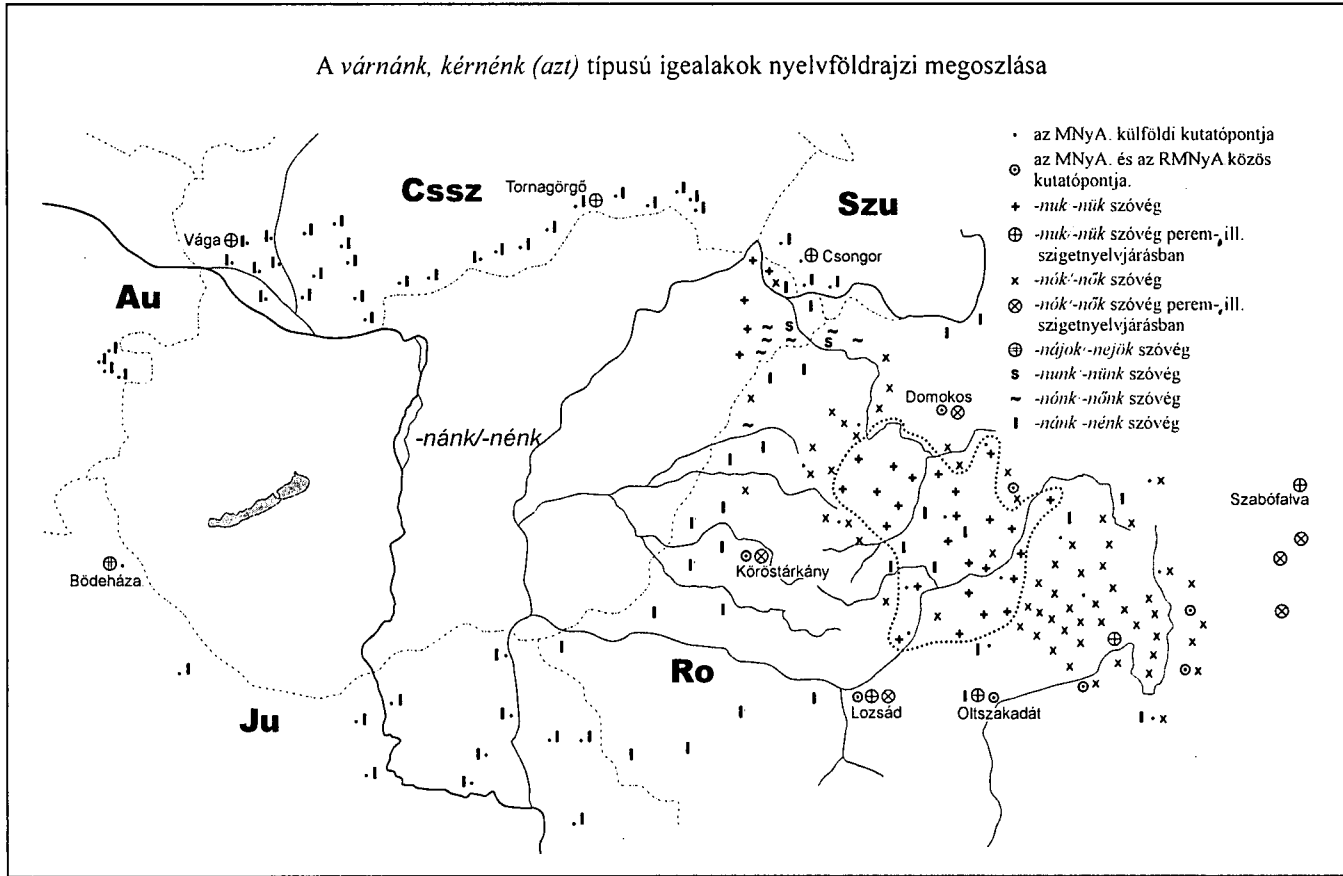 A várnánk, kérnénk (azt) típusú igealakok nyelvföldrajzi megoszlása
az MNyA. külföldi kutatópontja
az MNyA. és az RMNyA közös
kutatópontja.
-nuk -nük szóvég
-nuk -nük szóvég perem-, ill.
szigetnyelvjárásban
-nók -nők szóvég
-nók -nők szóvég perem-, ill.
szigetnyelvjárásban
-nájok -nejök szóvég
-nunk -nünk szóvég
-nónk -nőnk szóvég
-nánk -nénk szóvég
Cssz
Tornagörgő
Szu
Vága
Csongor
Au
Domokos
-nánk/-nénk
Szabófalva
Bödeháza
Köröstárkány
Ro
Ju
Lozsád
Oltszakadát